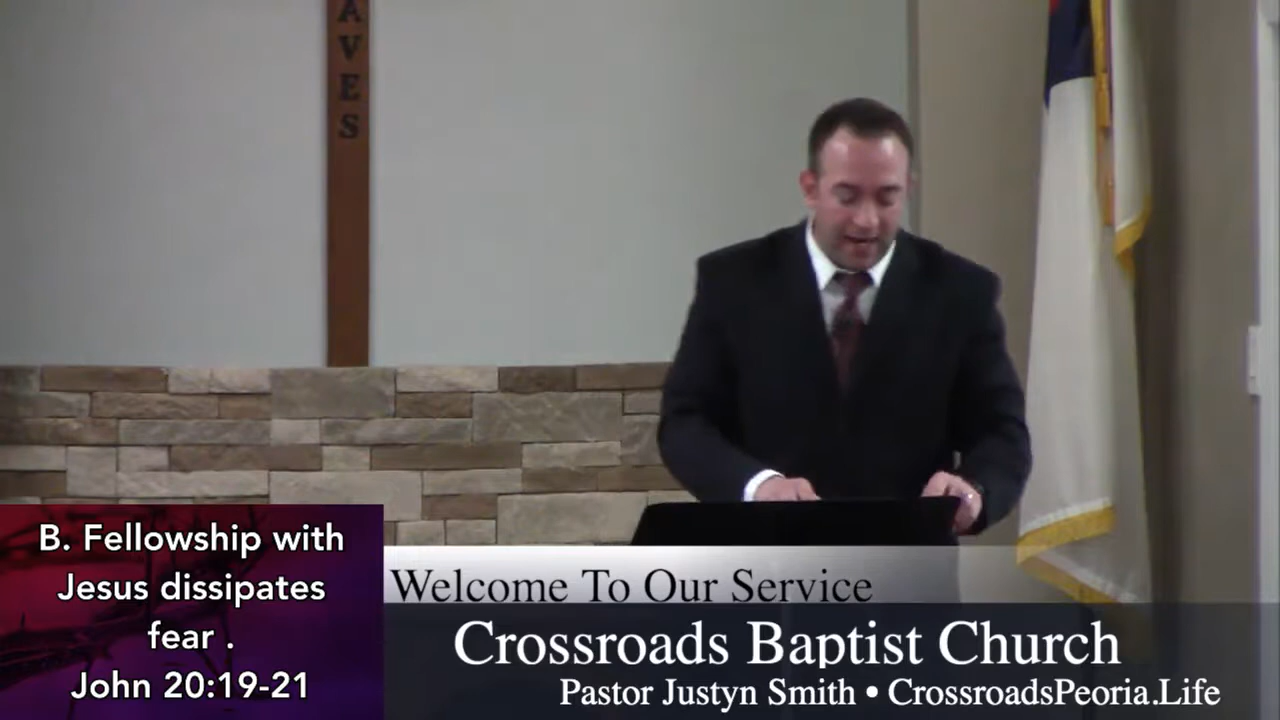 AVES
B. Fellowship with
Jesus dissipates
fear .
John 20:19-21
Welcome To Our Service
Crossroads Baptist Church
Pastor Justyn Smith • CrossroadsPeoria.Life